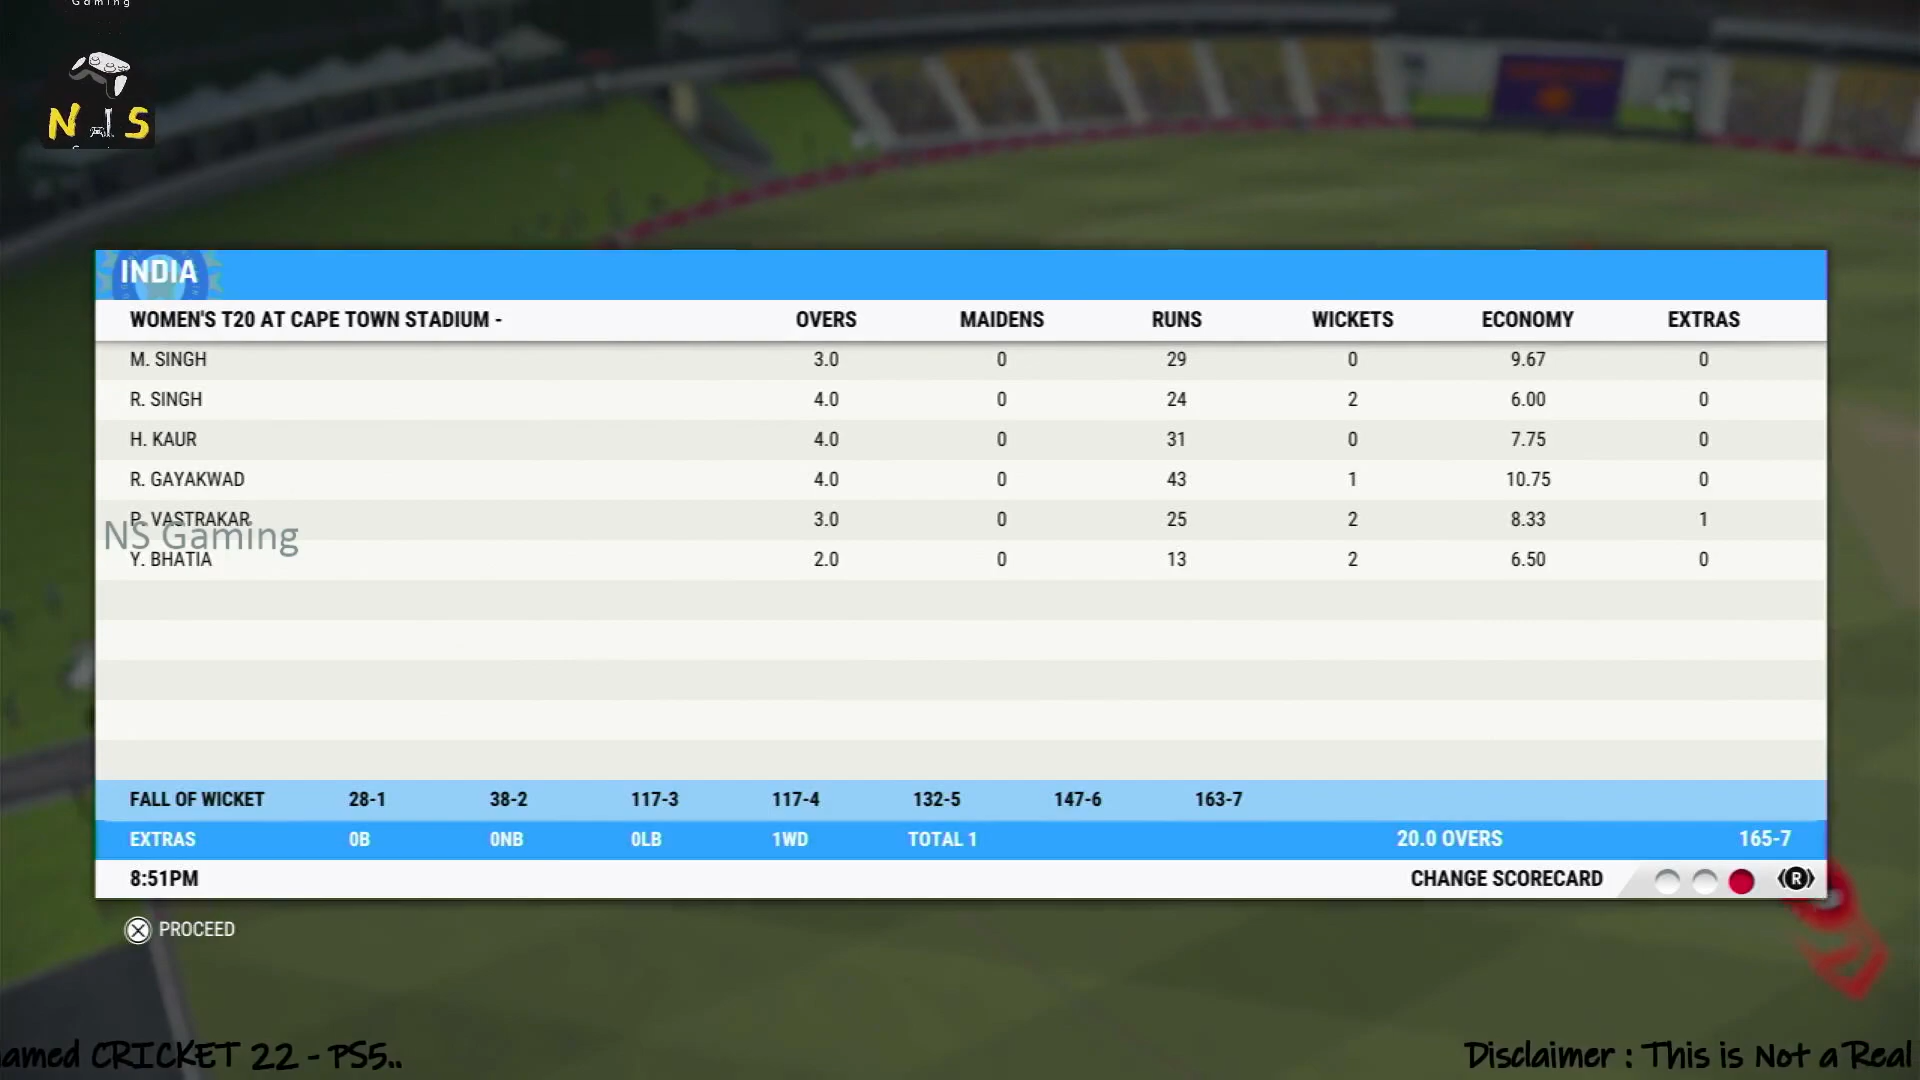 Gaming
N S
INDIA
WOMEN'S T20 AT CAPE TOWN STADIUM - OVERS MAIDENS RUNS WICKETS ECONOMY EXTRAS
M. SINGH 3.0 0 29 0 9.67 0
R. SINGH 4.0 0 24 2 6.00 0
H. KAUR 4.0 0 31 0 7.75 0
R. GAYAKWAD 4.0 0 43 1 10.75 0
P. VASTRAKAR 3.0 0 25 2 8.33 1
NS Gaming
Y. BHATIA 2.0 0 13 2 6.50 0
FALL OF WICKET 28-1 38-2 117-3 117-4 132-5 147-6 163-7
EXTRAS 0B 0NB 0LB 1WD TOTAL 1 20.0 OVERS 165-7
8:51PM CHANGE SCORECARD R
PROCEED
named CRICKET 22 - PS5.. Disclaimer : This is Not a Real